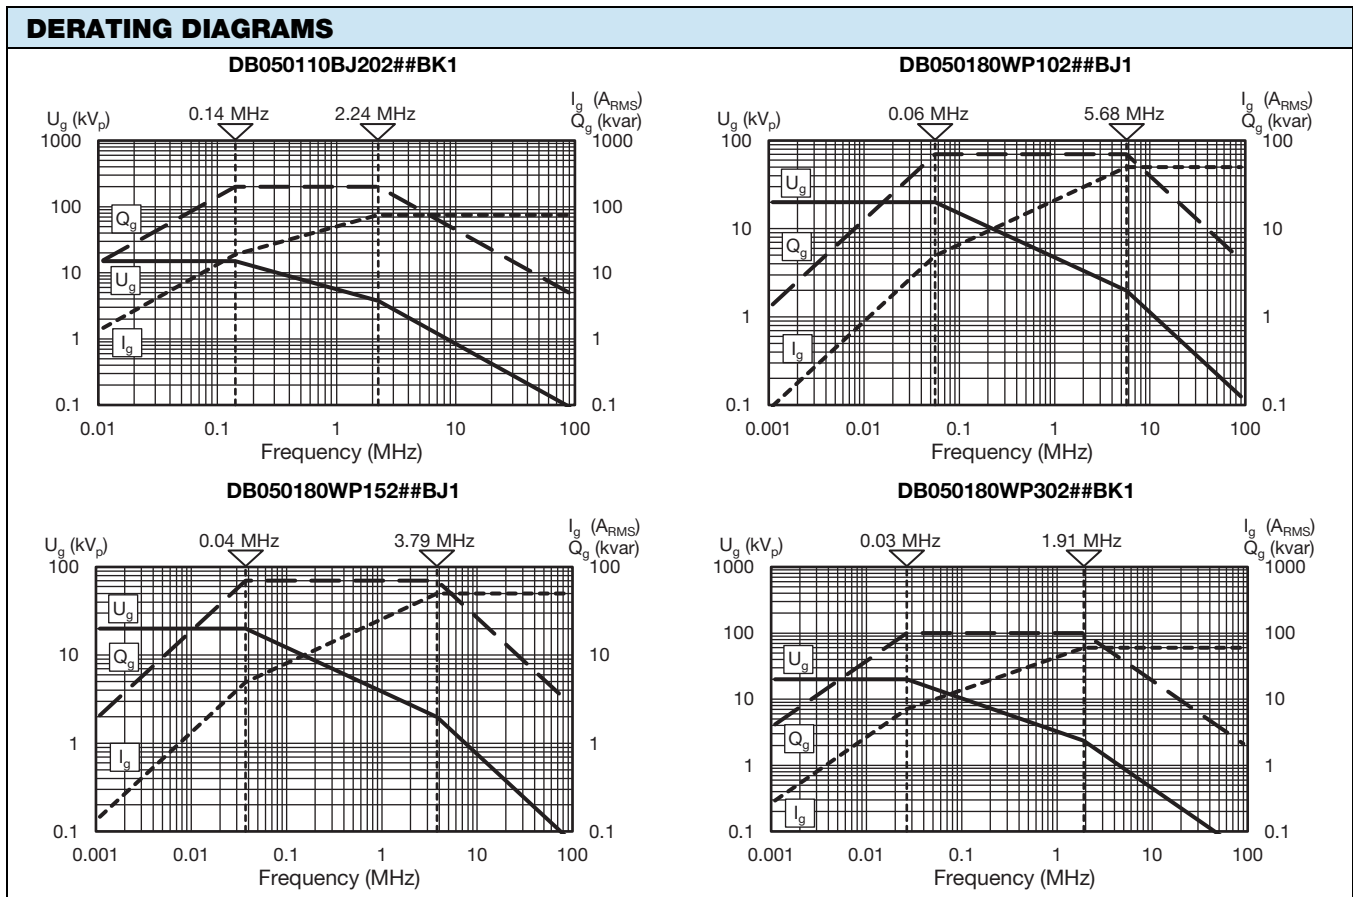 DERATING DIAGRAMS
DB050110BJ202##BK1
Ug (kVp)
0.14 MHz
2.24 MHz
Ig (ARMS)
Qg (kvar)
1000
100
10
1
0.1
1000
100
10
1
0.1
Qg
Ug
Ig
0.01
0.1
1
10
100
Frequency (MHz)
DB050180WP102##BJ1
Ug (kVp)
0.06 MHz
5.68 MHz
Ig (ARMS)
Qg (kvar)
100
10
1
0.1
100
10
1
0.1
Ug
Qg
Ig
0.001
0.01
0.1
1
10
100
Frequency (MHz)
DB050180WP152##BJ1
Ug (kVp)
0.04 MHz
3.79 MHz
Ig (ARMS)
Qg (kvar)
100
10
1
0.1
100
10
1
0.1
Ug
Qg
Ig
0.001
0.01
0.1
1
10
100
Frequency (MHz)
DB050180WP302##BK1
Ug (kVp)
0.03 MHz
1.91 MHz
Ig (ARMS)
Qg (kvar)
1000
100
10
1
0.1
1000
100
10
1
0.1
Ug
Qg
Ig
0.001
0.01
0.1
1
10
100
Frequency (MHz)